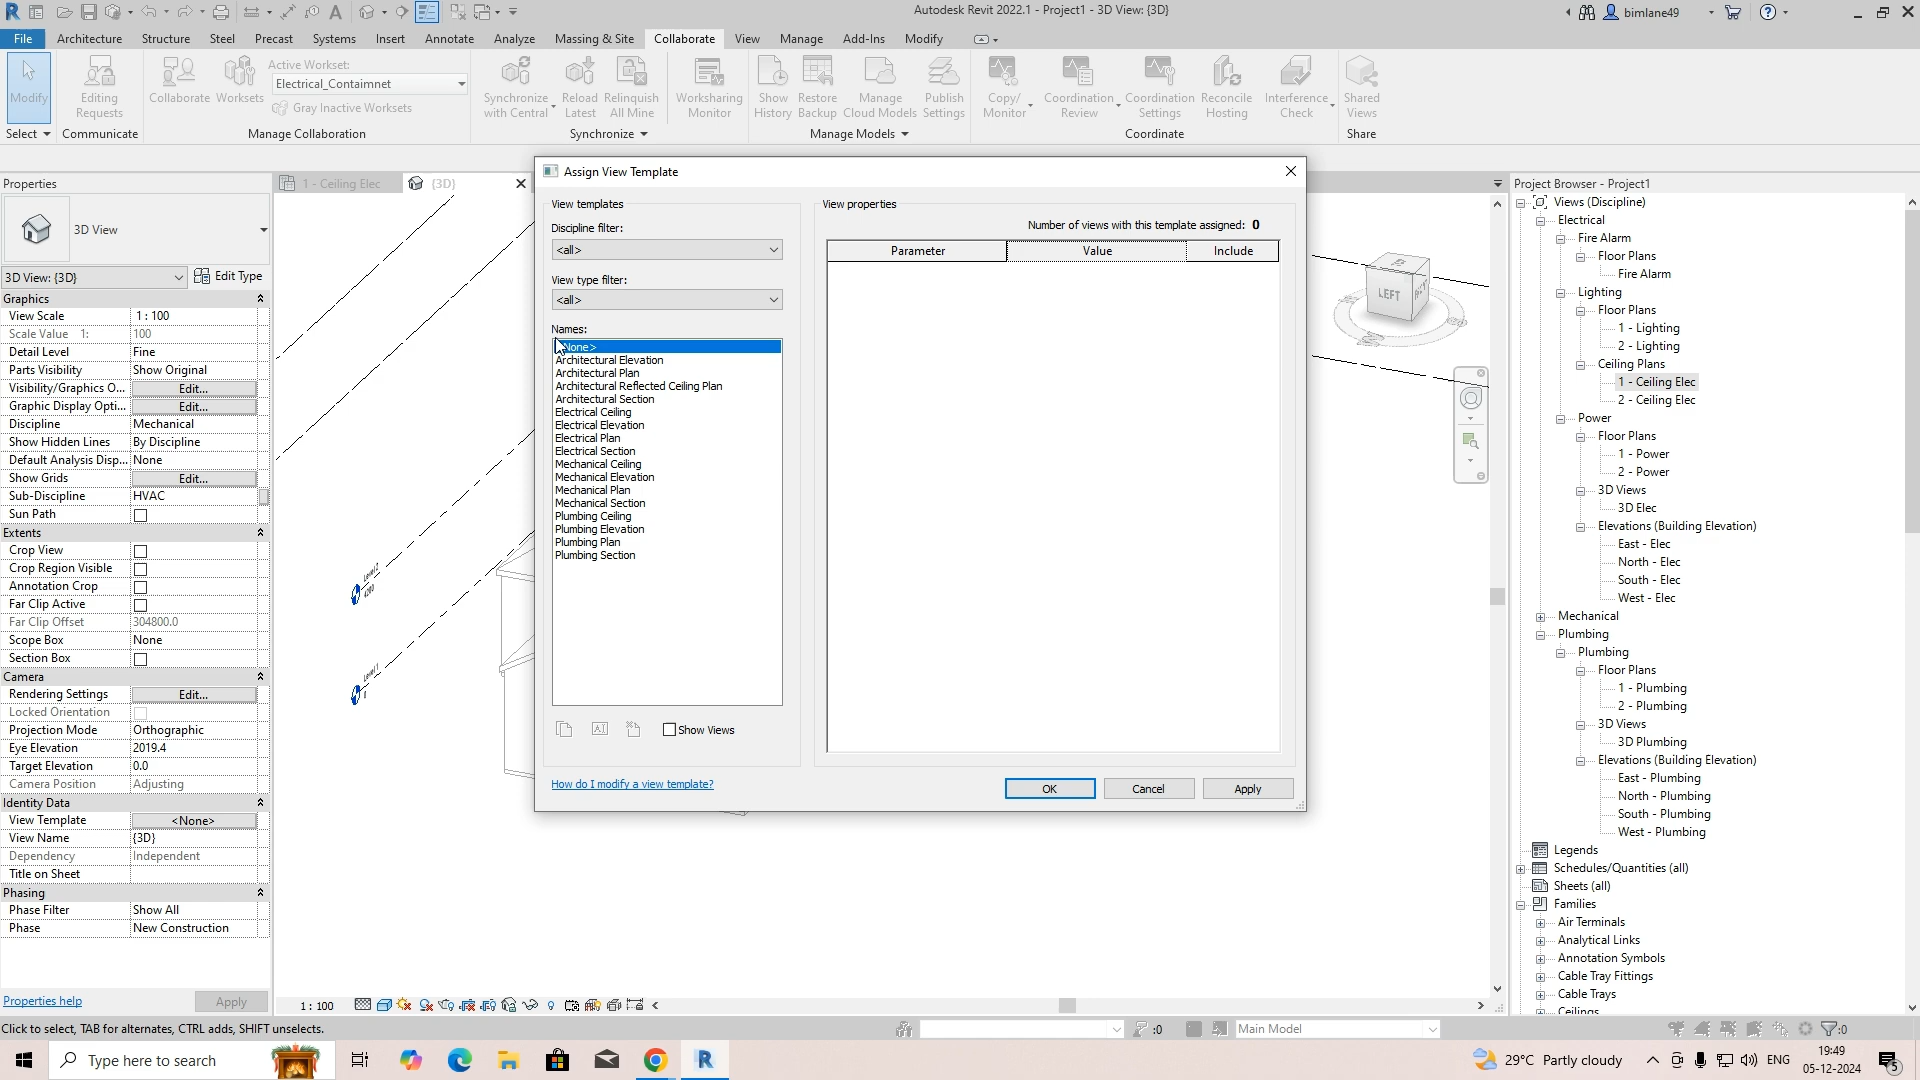 Autodesk Revit 2022.1 - Project1 - 3D View: {3D}
bimlane49
File
Architecture
Structure
Steel
Precast
Systems
Insert
Annotate
Analyze
Massing & Site
Collaborate
View
Manage
Add-Ins
Modify
Modify
Select
Editing Requests
Communicate
Collaborate
Worksets
Active Workset:
Electrical_Contaimnet
Gray Inactive Worksets
Manage Collaboration
Synchronize with Central
Reload Latest
Relinquish All Mine
Synchronize
Worksharing Monitor
Show History
Restore Backup
Manage Cloud Models
Publish Settings
Manage Models
Copy/ Monitor
Coordination Review
Coordination Settings
Reconcile Hosting
Interference Check
Coordinate
Shared Views
Share
Properties
3D View
3D View: {3D}
Edit Type
Graphics
View Scale 1 : 100
Scale Value 1: 100
Detail Level Fine
Parts Visibility Show Original
Visibility/Graphics O... Edit...
Graphic Display Opti... Edit...
Discipline Mechanical
Show Hidden Lines By Discipline
Default Analysis Disp... None
Show Grids Edit...
Sub-Discipline HVAC
Sun Path
Extents
Crop View
Crop Region Visible
Annotation Crop
Far Clip Active
Far Clip Offset 304800.0
Scope Box None
Section Box
Camera
Rendering Settings Edit...
Locked Orientation
Projection Mode Orthographic
Eye Elevation 2019.4
Target Elevation 0.0
Camera Position Adjusting
Identity Data
View Template <None>
View Name {3D}
Dependency Independent
Title on Sheet
Phasing
Phase Filter Show All
Phase New Construction
Properties help
Apply
1 - Ceiling Elec
{3D}
Level 2
4200
Level 1
LEFT
Assign View Template
View templates
Discipline filter:
<all>
View type filter:
<all>
Names:
None>
Architectural Elevation
Architectural Plan
Architectural Reflected Ceiling Plan
Architectural Section
Electrical Ceiling
Electrical Elevation
Electrical Plan
Electrical Section
Mechanical Ceiling
Mechanical Elevation
Mechanical Plan
Mechanical Section
Plumbing Ceiling
Plumbing Elevation
Plumbing Plan
Plumbing Section
Show Views
How do I modify a view template?
View properties
Number of views with this template assigned: 0
Parameter Value Include
OK
Cancel
Apply
Project Browser - Project1
Views (Discipline)
Electrical
Fire Alarm
Floor Plans
Fire Alarm
Lighting
Floor Plans
1 - Lighting
2 - Lighting
Ceiling Plans
1 - Ceiling Elec
2 - Ceiling Elec
Power
Floor Plans
1 - Power
2 - Power
3D Views
3D Elec
Elevations (Building Elevation)
East - Elec
North - Elec
South - Elec
West - Elec
Mechanical
Plumbing
Plumbing
Floor Plans
1 - Plumbing
2 - Plumbing
3D Views
3D Plumbing
Elevations (Building Elevation)
East - Plumbing
North - Plumbing
South - Plumbing
West - Plumbing
Legends
Schedules/Quantities (all)
Sheets (all)
Families
Air Terminals
Analytical Links
Annotation Symbols
Cable Tray Fittings
Cable Trays
Ceilings
1 : 100
Click to select, TAB for alternates, CTRL adds, SHIFT unselects.
:0
Main Model
:0
Type here to search
29°C Partly cloudy
ENG
19:49
05-12-2024
5